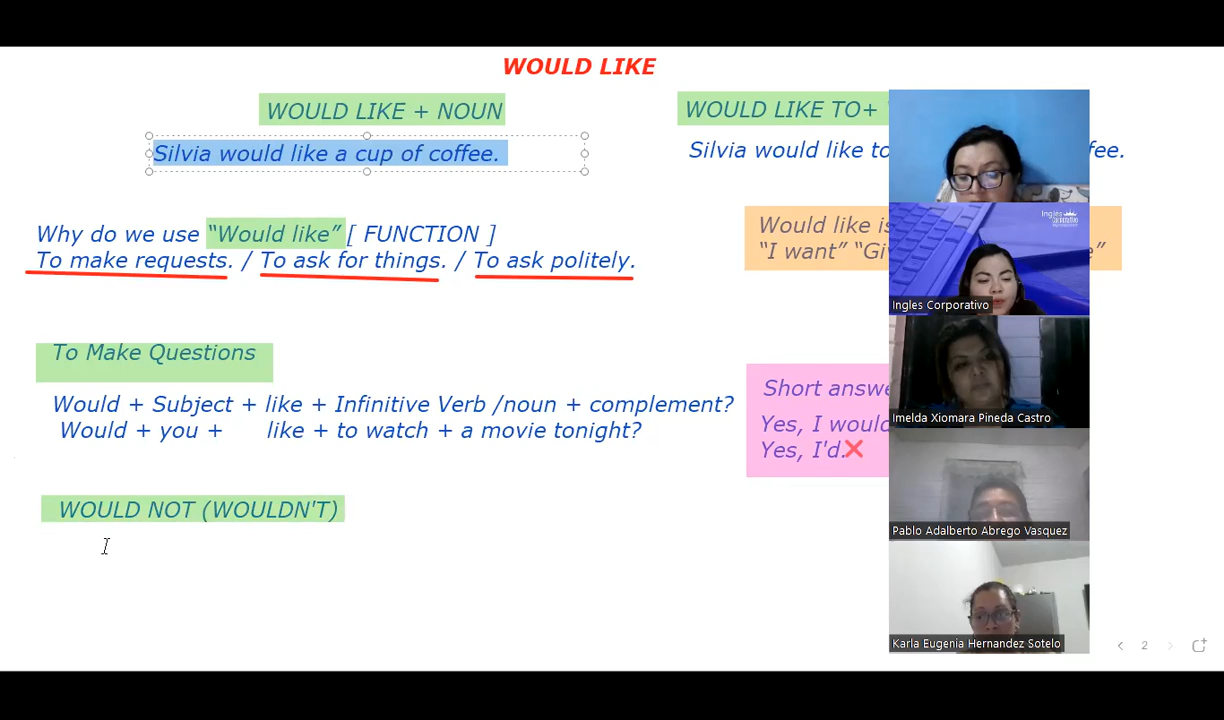 WOULD LIKE
WOULD LIKE + NOUN
WOULD LIKE TO+
Silvia would like a cup of coffee.
Silvia would like to
fee.
Why do we use “Would like” [ FUNCTION ]
To make requests. / To ask for things. / To ask politely.
Would like is
“I want” “Gi
e”
To Make Questions
Would + Subject + like + Infinitive Verb /noun + complement?
Would + you + like + to watch + a movie tonight?
Short answe
Yes, I would
Yes, I'd.❌
WOULD NOT (WOULDN'T)
Inglés
Corporativo
Ingles Corporativo
Imelda Xiomara Pineda Castro
Pablo Adalberto Abrego Vasquez
Karla Eugenia Hernandez Sotelo
2